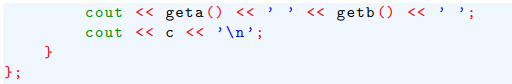 cout << geta() << ' ' << getb() << ' ';
cout << c << '\n';
}
};